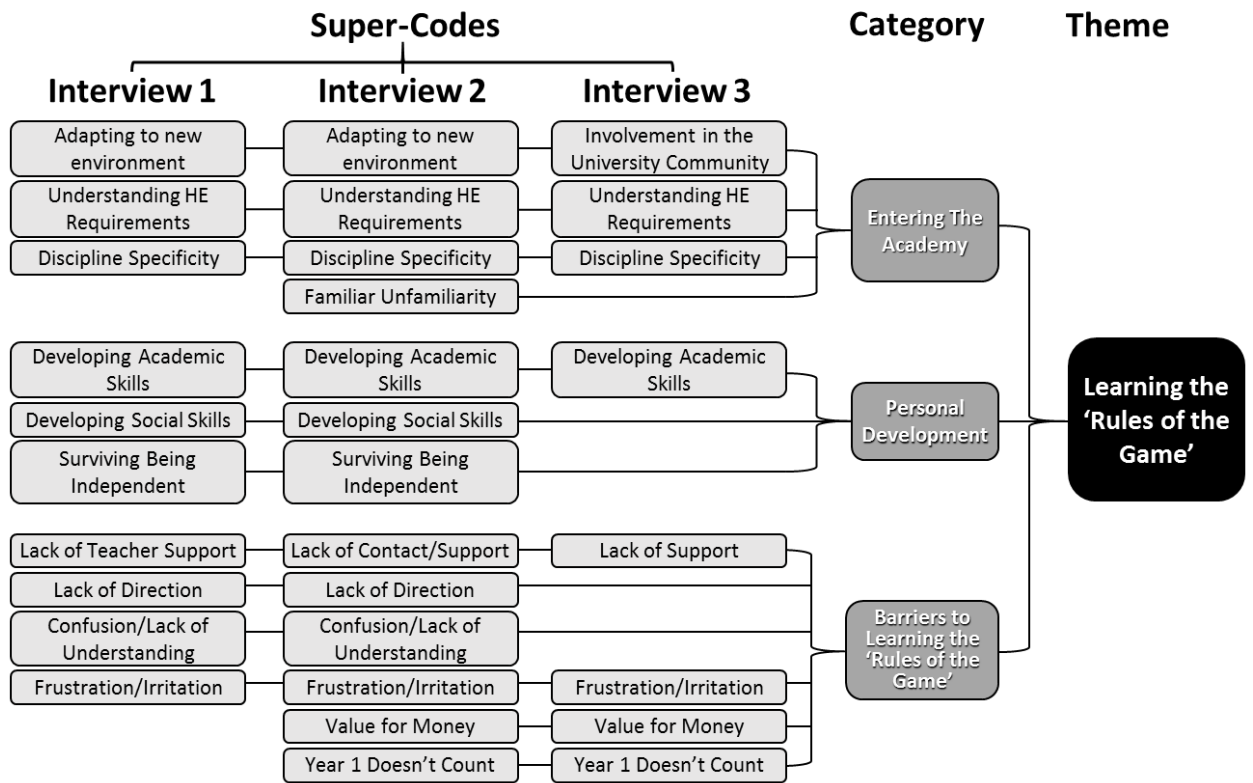 Super-Codes
Category
Theme
Interview 1
Interview 2
Interview 3
Adapting to new
environment
Adapting to new
environment
Involvement in the
University Community
Understanding HE
Requirements
Understanding HE
Requirements
Understanding HE
Requirements
Discipline Specificity
Discipline Specificity
Discipline Specificity
Familiar Unfamiliarity
Entering The
Academy
Developing Academic
Skills
Developing Academic
Skills
Developing Academic
Skills
Developing Social Skills
Developing Social Skills
Surviving Being
Independent
Surviving Being
Independent
Personal
Development
Learning the
‘Rules of the
Game’
Lack of Teacher Support
Lack of Contact/Support
Lack of Support
Lack of Direction
Lack of Direction
Confusion/Lack of
Understanding
Confusion/Lack of
Understanding
Frustration/Irritation
Frustration/Irritation
Frustration/Irritation
Value for Money
Value for Money
Year 1 Doesn’t Count
Year 1 Doesn’t Count
Barriers to
Learning the
‘Rules of the
Game’